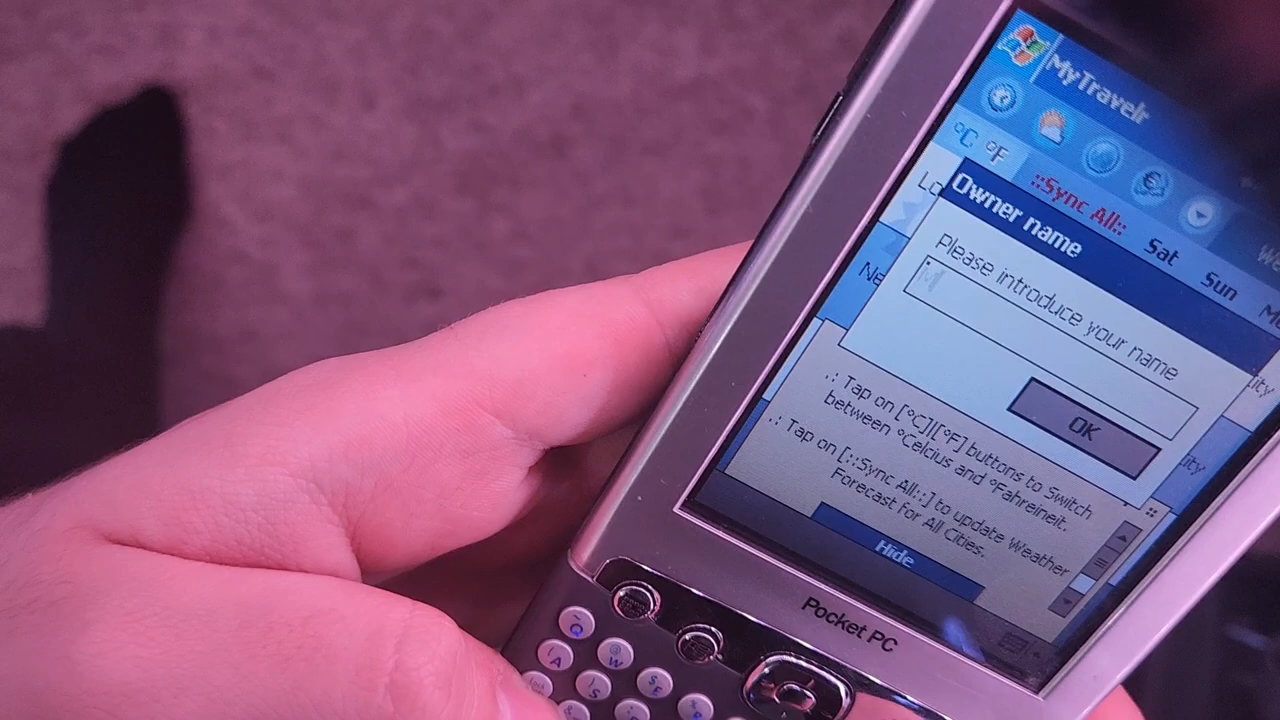 MyTravelr
°C °F
::Sync All:: Sat Sun
Owner name
Please introduce your name
OK
.: Tap on [°C]|[°F] buttons to Switch
between °Celcius and °Fahreineit.
.: Tap on [::Sync All::] to update Weather
Forecast for All Cities.
Hide
Pocket PC
~ Q
@ W
( A
/ S
S E